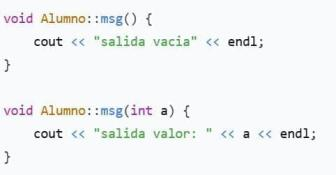 void Alumno::msg() {
    cout << "salida vacia" << endl;
}
void Alumno::msg(int a) {
    cout << "salida valor: " << a << endl;
}